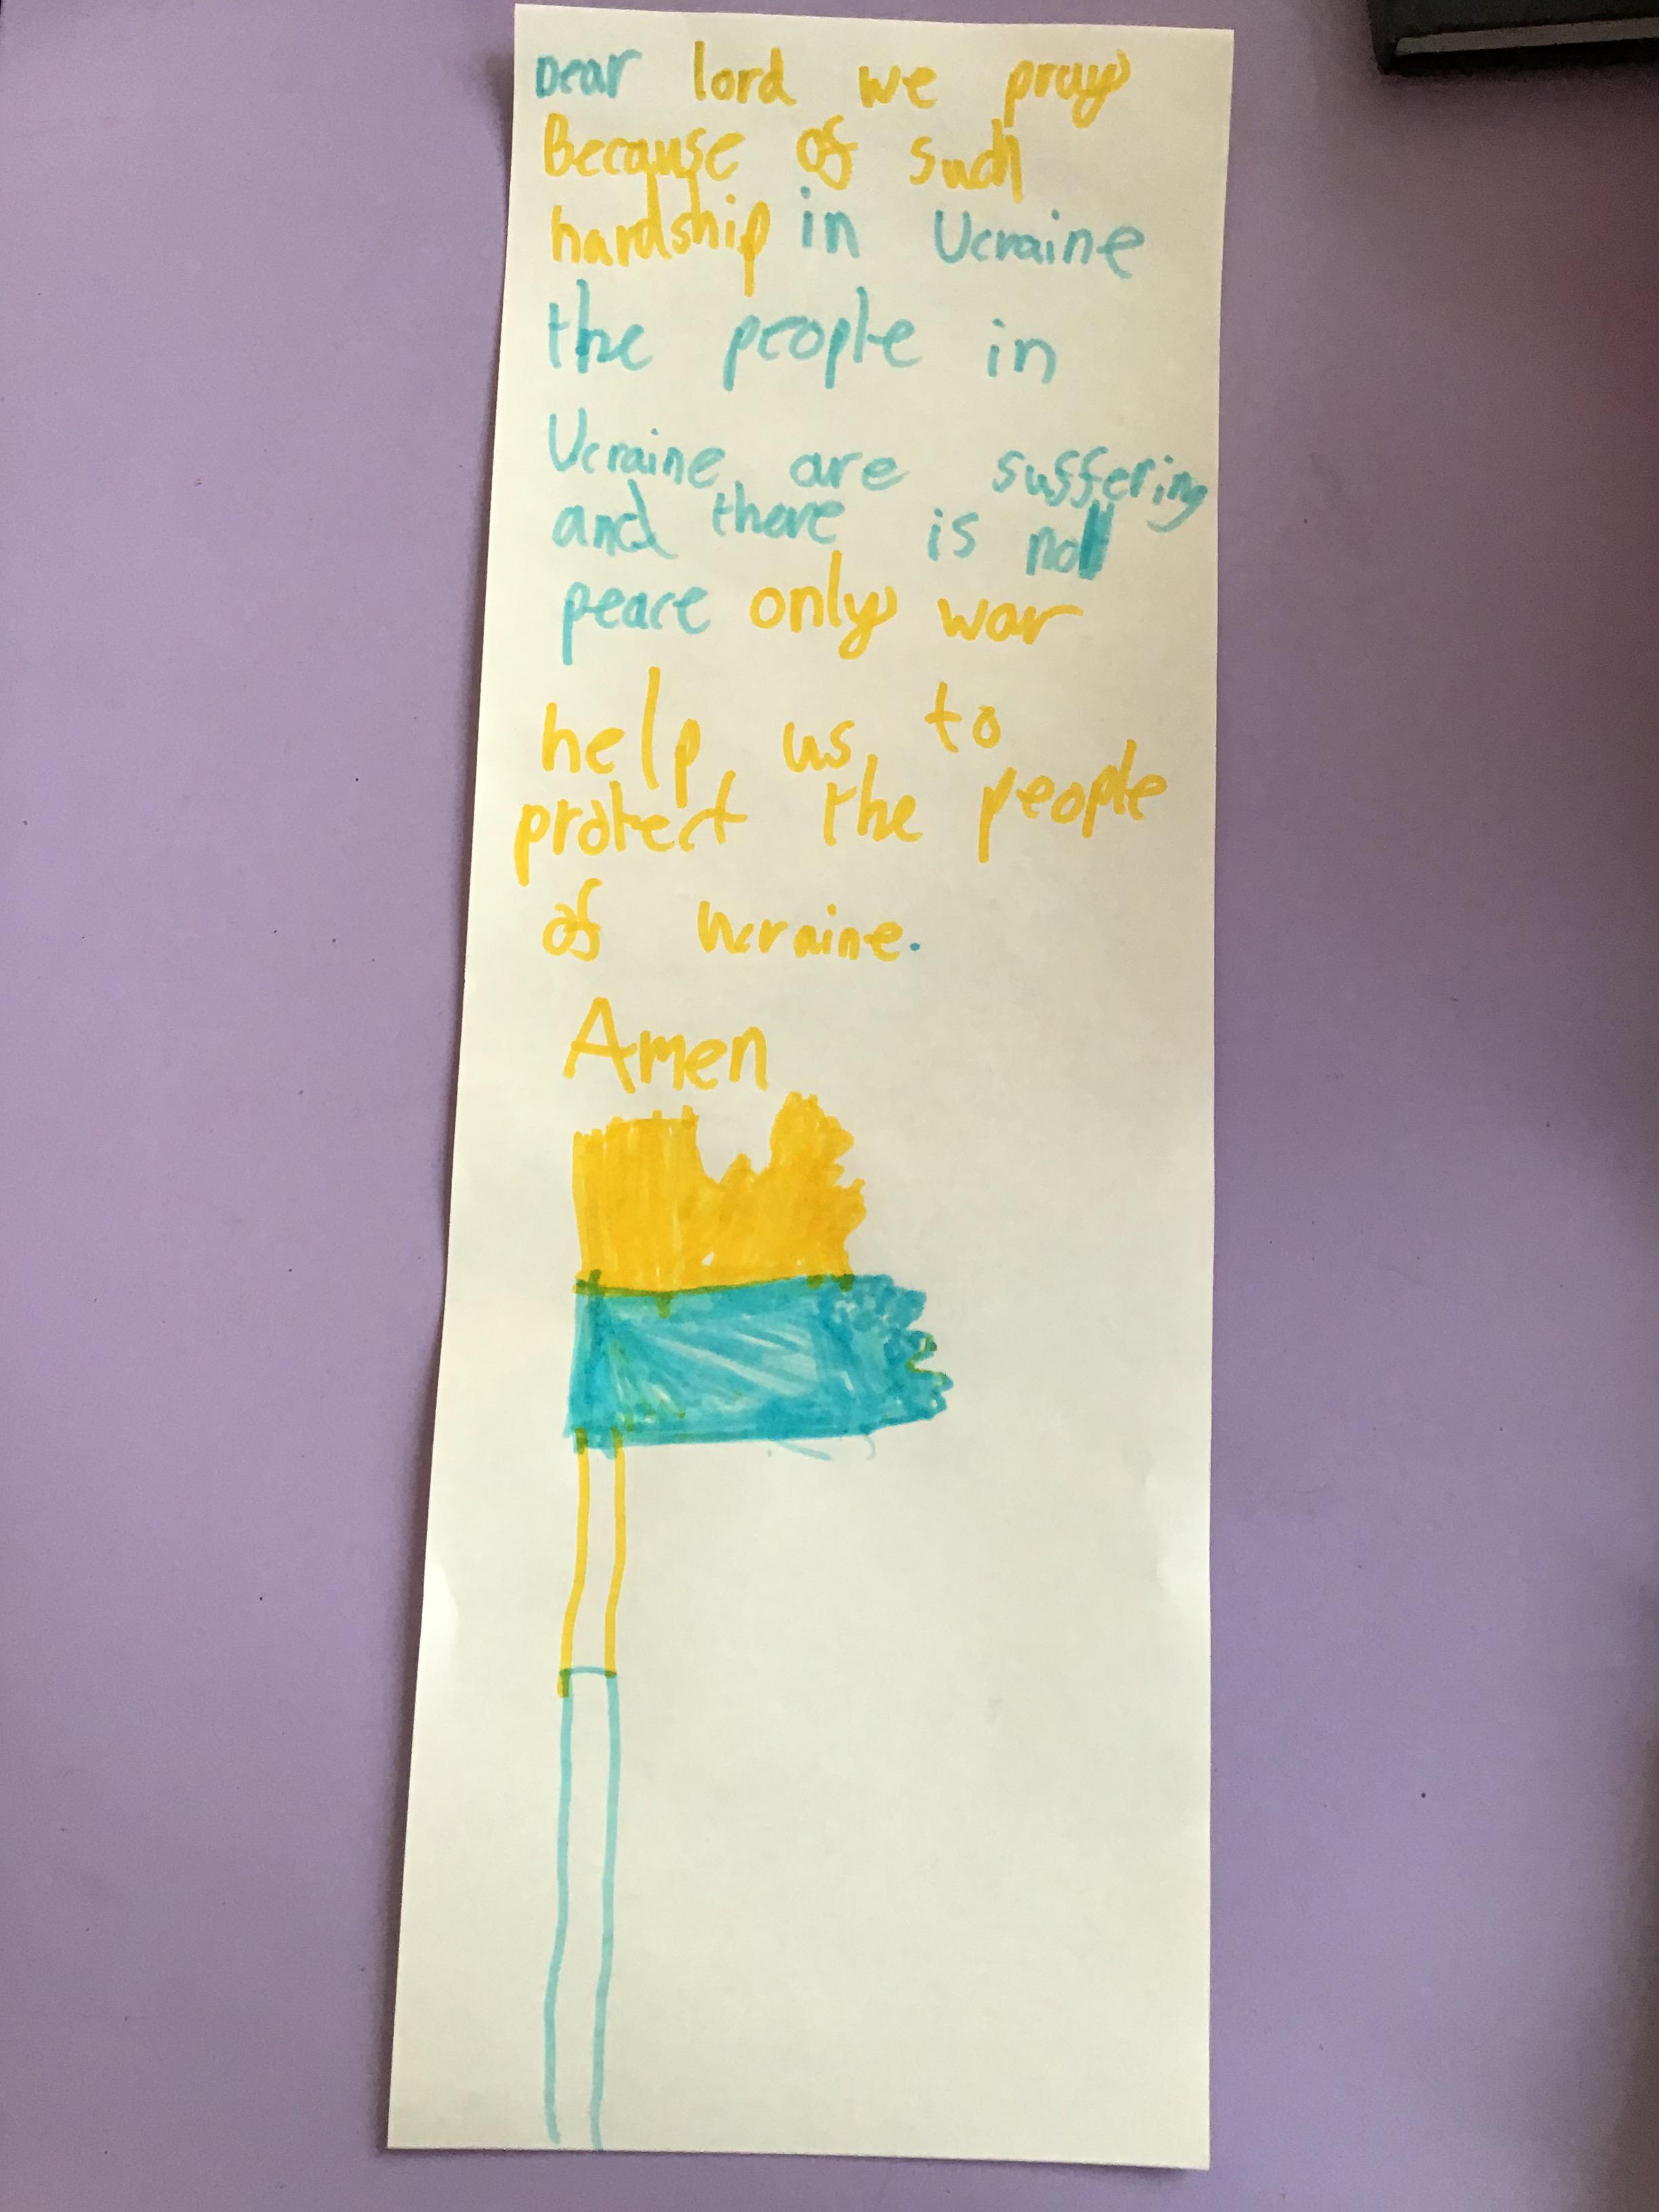 Dear lord we pray
Because of such
hardship in Ucraine
the people in
Ucraine are suffering
and there is no
peace only war
help us to
protect the people
of Ucraine.
Amen